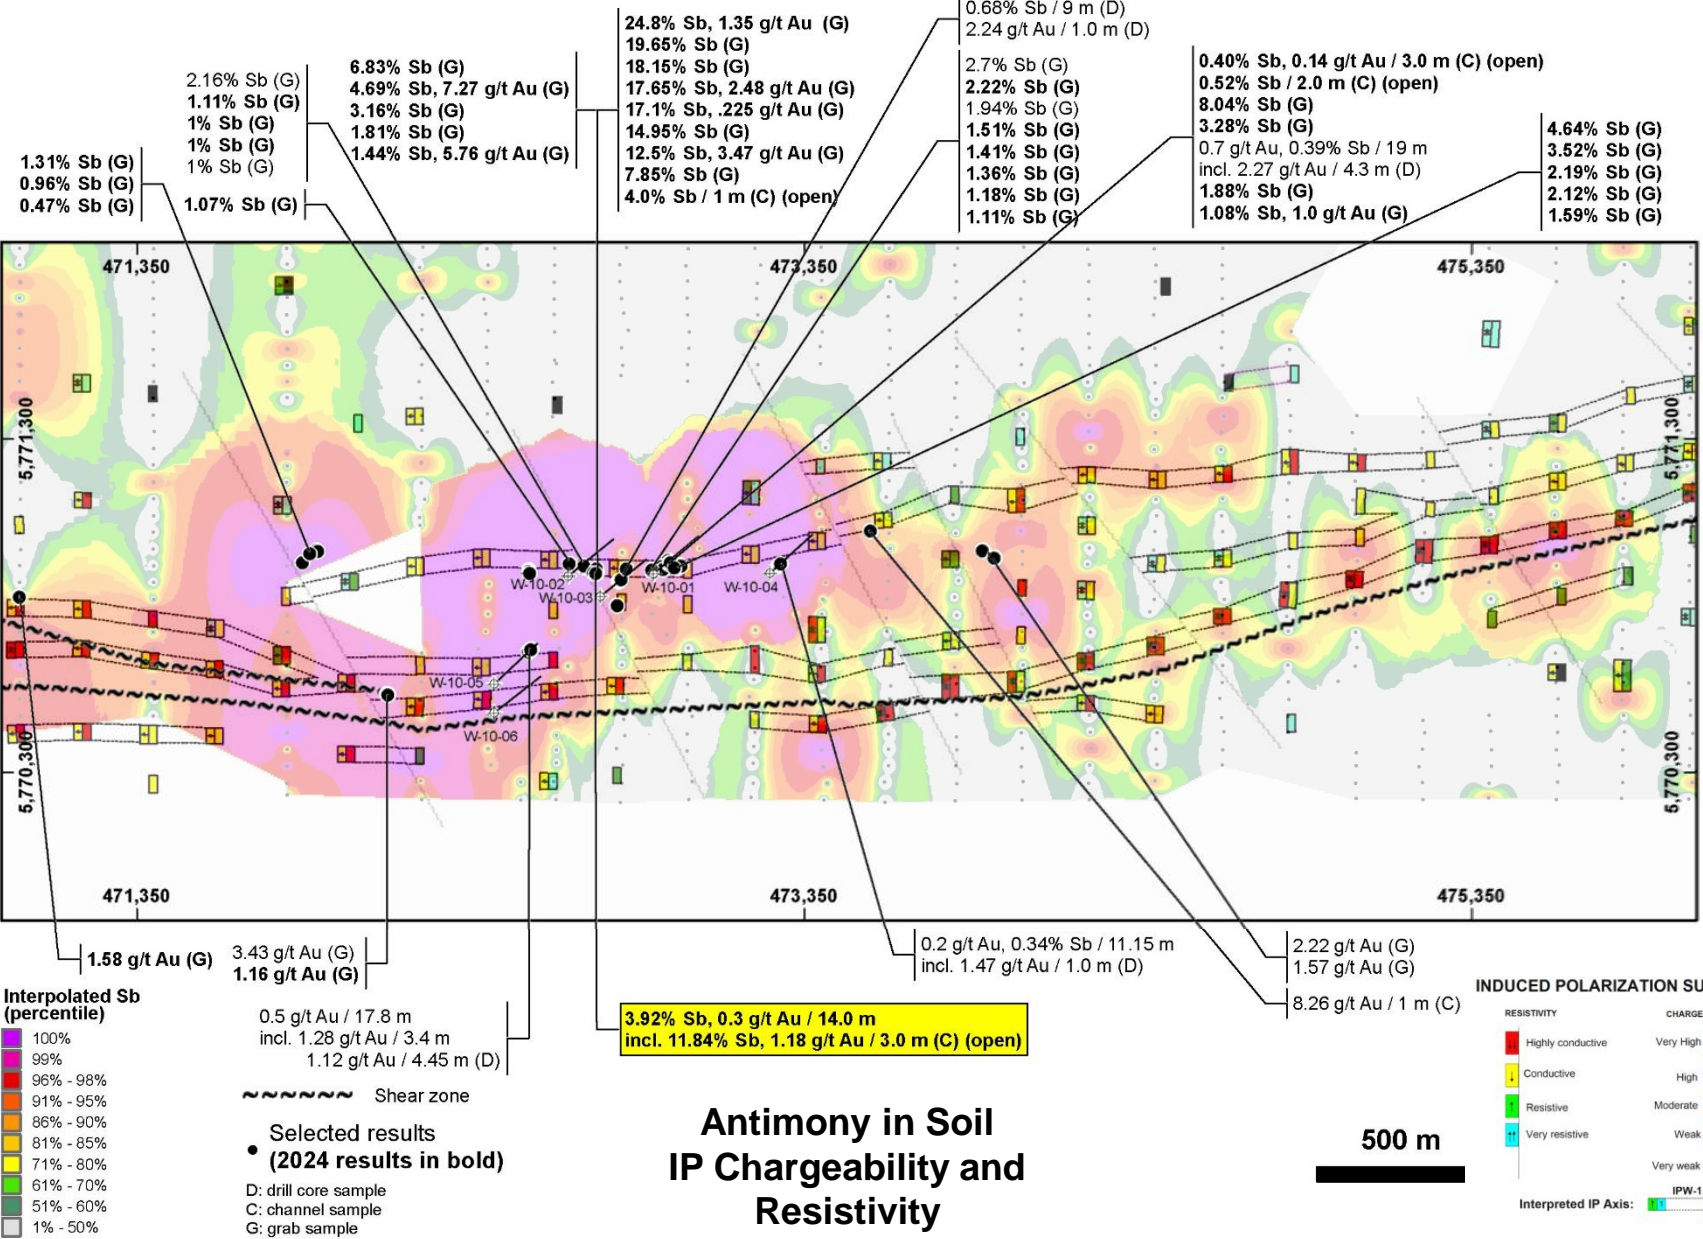 0.68% Sb / 9 m (D)
2.24 g/t Au / 1.0 m (D)
24.8% Sb, 1.35 g/t Au (G)
19.65% Sb (G)
18.15% Sb (G)
17.65% Sb, 2.48 g/t Au (G)
17.1% Sb, .225 g/t Au (G)
14.95% Sb (G)
12.5% Sb, 3.47 g/t Au (G)
7.85% Sb (G)
4.0% Sb / 1 m (C) (open)
6.83% Sb (G)
4.69% Sb, 7.27 g/t Au (G)
3.16% Sb (G)
1.81% Sb (G)
1.44% Sb, 5.76 g/t Au (G)
2.16% Sb (G)
1.11% Sb (G)
1% Sb (G)
1% Sb (G)
1% Sb (G)
1.07% Sb (G)
1.31% Sb (G)
0.96% Sb (G)
0.47% Sb (G)
2.7% Sb (G)
2.22% Sb (G)
1.94% Sb (G)
1.51% Sb (G)
1.41% Sb (G)
1.36% Sb (G)
1.18% Sb (G)
1.11% Sb (G)
0.40% Sb, 0.14 g/t Au / 3.0 m (C) (open)
0.52% Sb / 2.0 m (C) (open)
8.04% Sb (G)
3.28% Sb (G)
0.7 g/t Au, 0.39% Sb / 19 m
incl. 2.27 g/t Au / 4.3 m (D)
1.88% Sb (G)
1.08% Sb, 1.0 g/t Au (G)
4.64% Sb (G)
3.52% Sb (G)
2.19% Sb (G)
2.12% Sb (G)
1.59% Sb (G)
471,350
473,350
475,350
5,771,300
5,771,300
W-10-02
W-10-03
W-10-01
W-10-04
W-10-05
W-10-06
5,770,300
5,770,300
471,350
473,350
475,350
1.58 g/t Au (G)
3.43 g/t Au (G)
1.16 g/t Au (G)
0.2 g/t Au, 0.34% Sb / 11.15 m
incl. 1.47 g/t Au / 1.0 m (D)
2.22 g/t Au (G)
1.57 g/t Au (G)
8.26 g/t Au / 1 m (C)
0.5 g/t Au / 17.8 m
incl. 1.28 g/t Au / 3.4 m
1.12 g/t Au / 4.45 m (D)
3.92% Sb, 0.3 g/t Au / 14.0 m
incl. 11.84% Sb, 1.18 g/t Au / 3.0 m (C) (open)
Interpolated Sb
(percentile)
100%
99%
96% - 98%
91% - 95%
86% - 90%
81% - 85%
71% - 80%
61% - 70%
51% - 60%
1% - 50%
Shear zone
Selected results
(2024 results in bold)
D: drill core sample
C: channel sample
G: grab sample
Antimony in Soil
IP Chargeability and
Resistivity
500 m
INDUCED POLARIZATION SU
RESISTIVITY CHARGE
Highly conductive Very High
Conductive High
Resistive Moderate
Very resistive Weak
Very weak
IPW-1
Interpreted IP Axis: